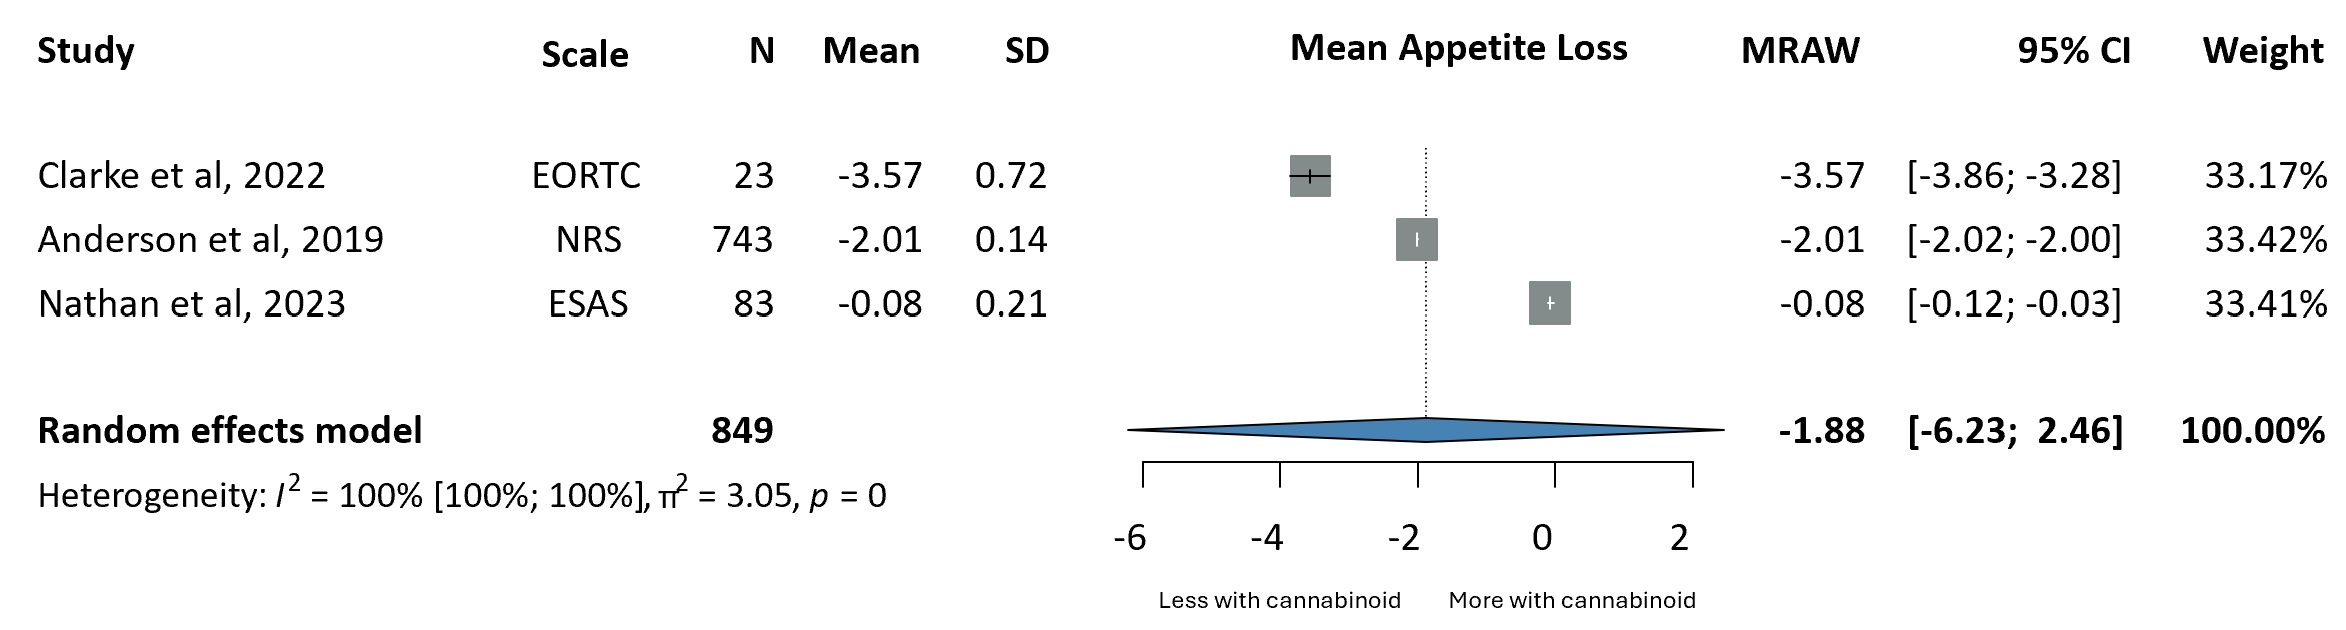 Study Scale N Mean SD Mean Appetite Loss MRAW 95% CI Weight
Clarke et al, 2022 EORTC 23 -3.57 0.72 -3.57 [-3.86; -3.28] 33.17%
Anderson et al, 2019 NRS 743 -2.01 0.14 -2.01 [-2.02; -2.00] 33.42%
Nathan et al, 2023 ESAS 83 -0.08 0.21 -0.08 [-0.12; -0.03] 33.41%
Random effects model 849 -1.88 [-6.23; 2.46] 100.00%
Heterogeneity: I² = 100% [100%; 100%], π² = 3.05, p = 0
-6 -4 -2 0 2
Less with cannabinoid More with cannabinoid